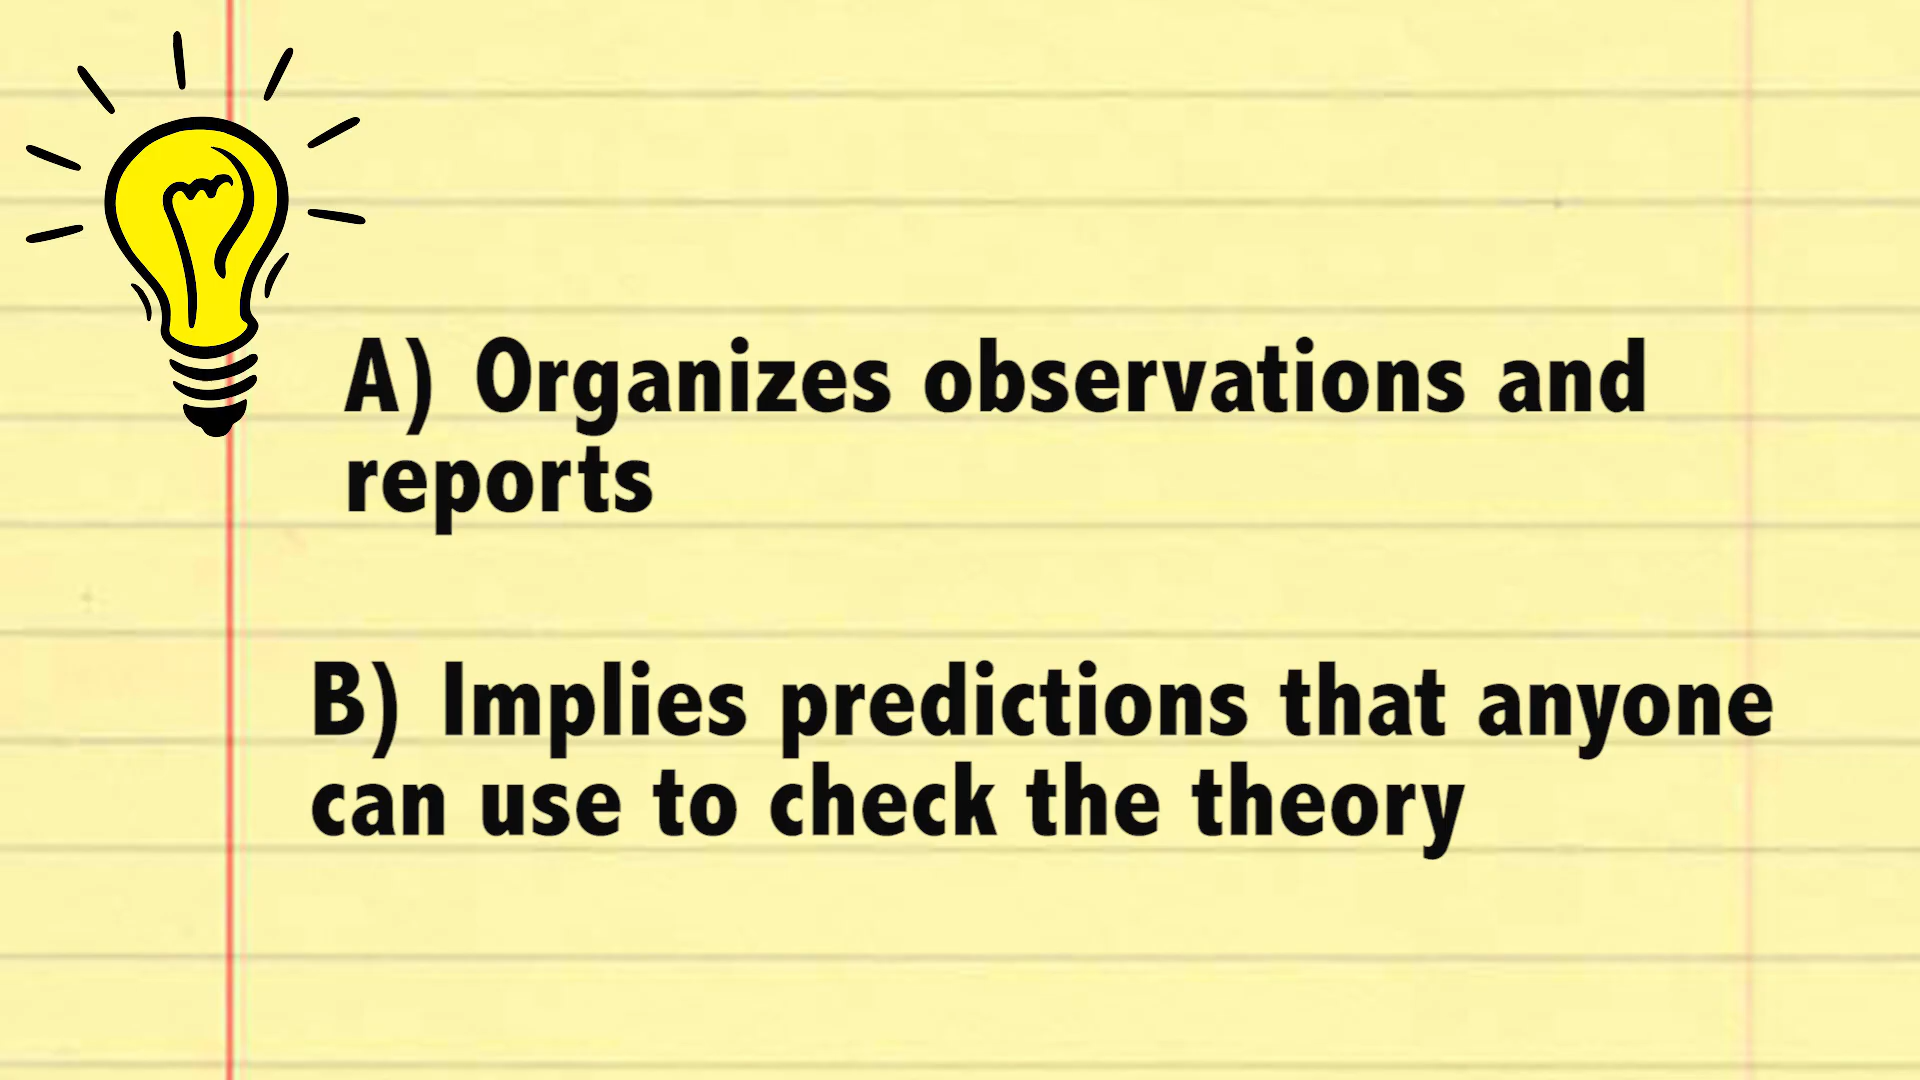 A) Organizes observations and
reports
B) Implies predictions that anyone
can use to check the theory